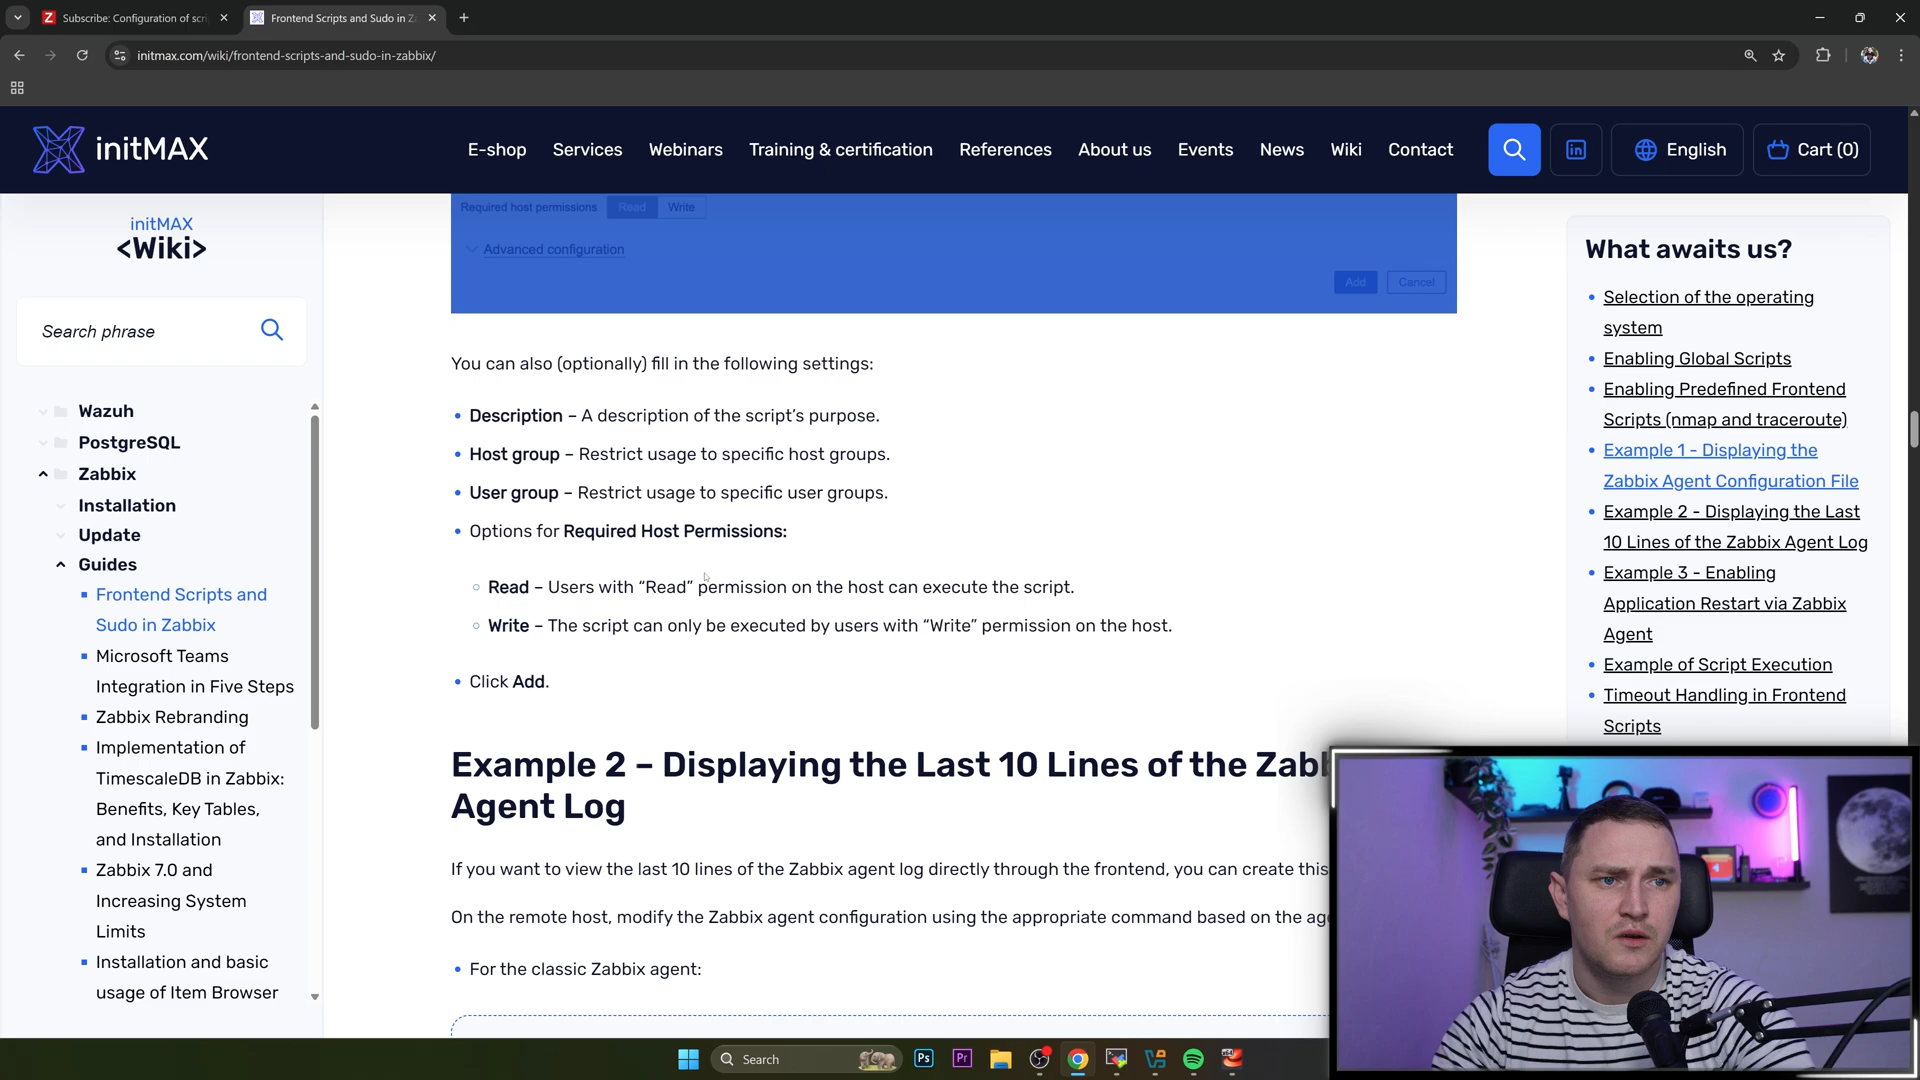 Subscribe: Configuration of scri
Frontend Scripts and Sudo in Z
initmax.com/wiki/frontend-scripts-and-sudo-in-zabbix/
initMAX
E-shop
Services
Webinars
Training & certification
References
About us
Events
News
Wiki
Contact
English
Cart (0)
initMAX
<Wiki>
Search phrase
Wazuh
PostgreSQL
Zabbix
Installation
Update
Guides
Frontend Scripts and
Sudo in Zabbix
Microsoft Teams
Integration in Five Steps
Zabbix Rebranding
Implementation of
TimescaleDB in Zabbix:
Benefits, Key Tables,
and Installation
Zabbix 7.0 and
Increasing System
Limits
Installation and basic
usage of Item Browser
Required host permissions Read Write
Advanced configuration
Add Cancel
You can also (optionally) fill in the following settings:
Description – A description of the script’s purpose.
Host group – Restrict usage to specific host groups.
User group – Restrict usage to specific user groups.
Options for Required Host Permissions:
Read – Users with “Read” permission on the host can execute the script.
Write – The script can only be executed by users with “Write” permission on the host.
Click Add.
Example 2 – Displaying the Last 10 Lines of the Zabb
Agent Log
If you want to view the last 10 lines of the Zabbix agent log directly through the frontend, you can create this
On the remote host, modify the Zabbix agent configuration using the appropriate command based on the age
For the classic Zabbix agent:
What awaits us?
Selection of the operating
system
Enabling Global Scripts
Enabling Predefined Frontend
Scripts (nmap and traceroute)
Example 1 - Displaying the
Zabbix Agent Configuration File
Example 2 - Displaying the Last
10 Lines of the Zabbix Agent Log
Example 3 - Enabling
Application Restart via Zabbix
Agent
Example of Script Execution
Timeout Handling in Frontend
Scripts
Search
Ps
Pr